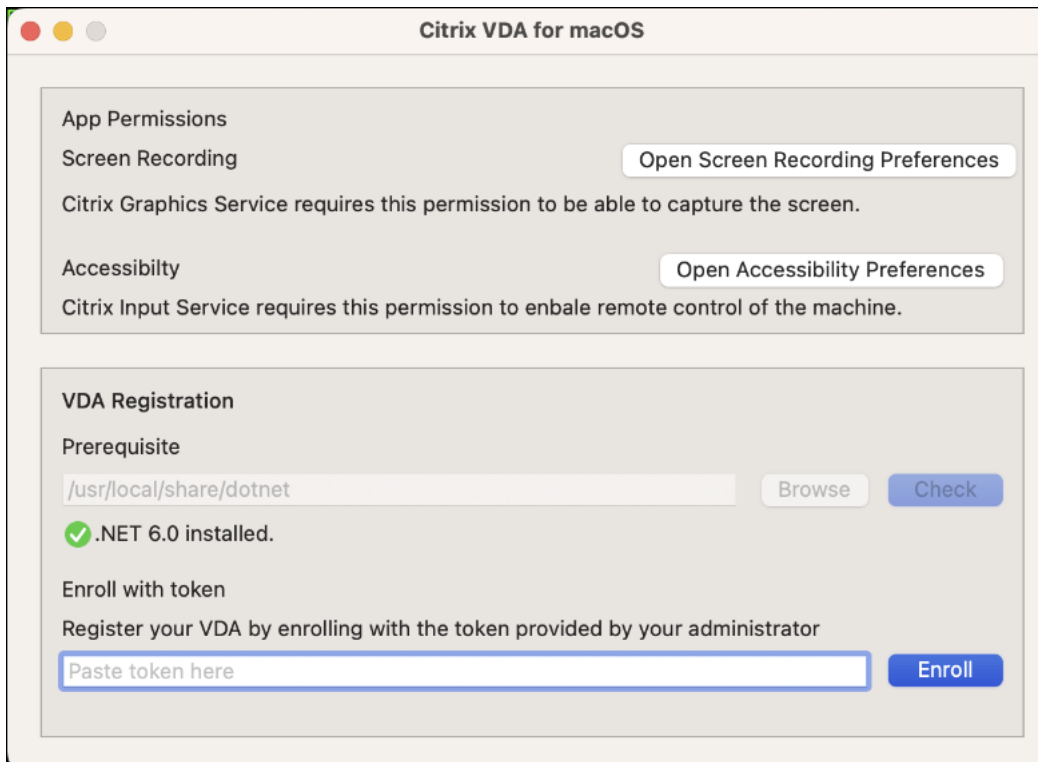 Citrix VDA for macOS
App Permissions
Screen Recording
Open Screen Recording Preferences
Citrix Graphics Service requires this permission to be able to capture the screen.
Accessibilty
Open Accessibility Preferences
Citrix Input Service requires this permission to enbale remote control of the machine.
VDA Registration
Prerequisite
/usr/local/share/dotnet
Browse
Check
.NET 6.0 installed.
Enroll with token
Register your VDA by enrolling with the token provided by your administrator
Paste token here
Enroll